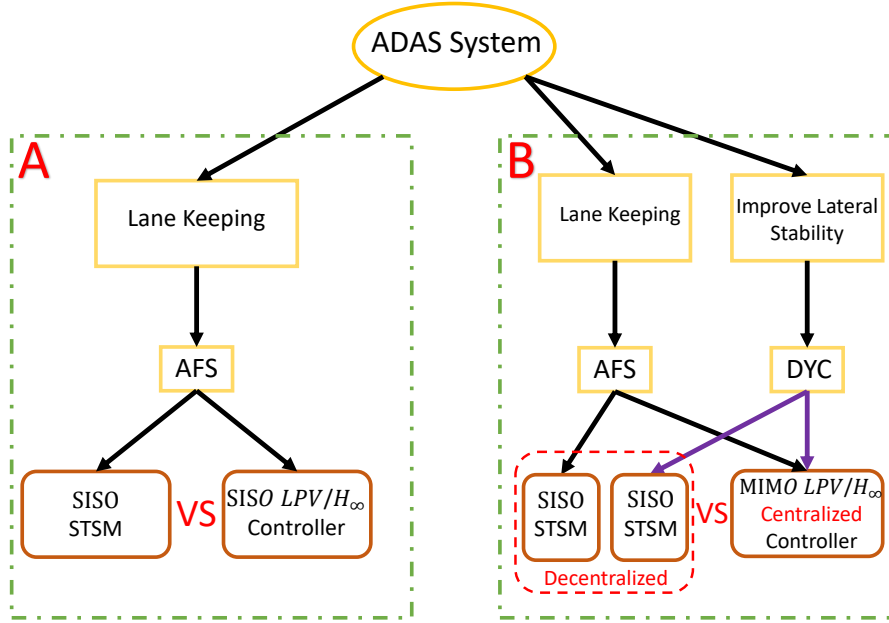 ADAS System
A
Lane Keeping
AFS
SISO
STSM
VS
SISO LPV/H∞
Controller
B
Lane Keeping
Improve Lateral
Stability
AFS
DYC
SISO
STSM
SISO
STSM
Decentralized
VS
MIMO LPV/H∞
Centralized
Controller